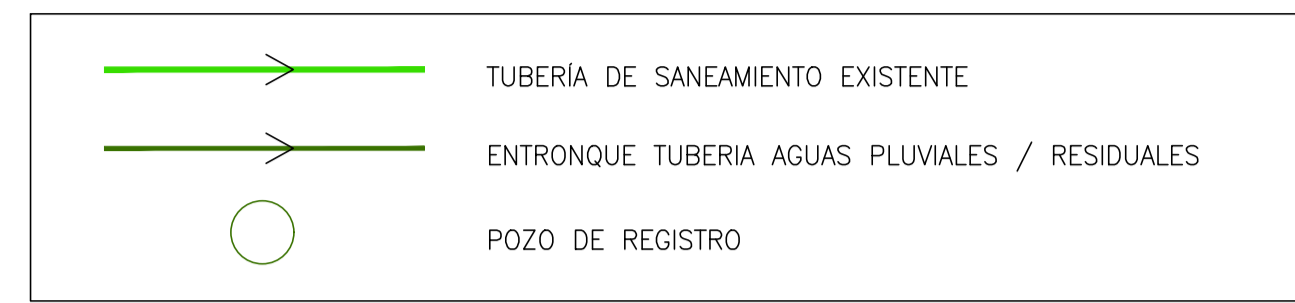 TUBERÍA DE SANEAMIENTO EXISTENTE
ENTRONQUE TUBERIA AGUAS PLUVIALES / RESIDUALES
POZO DE REGISTRO